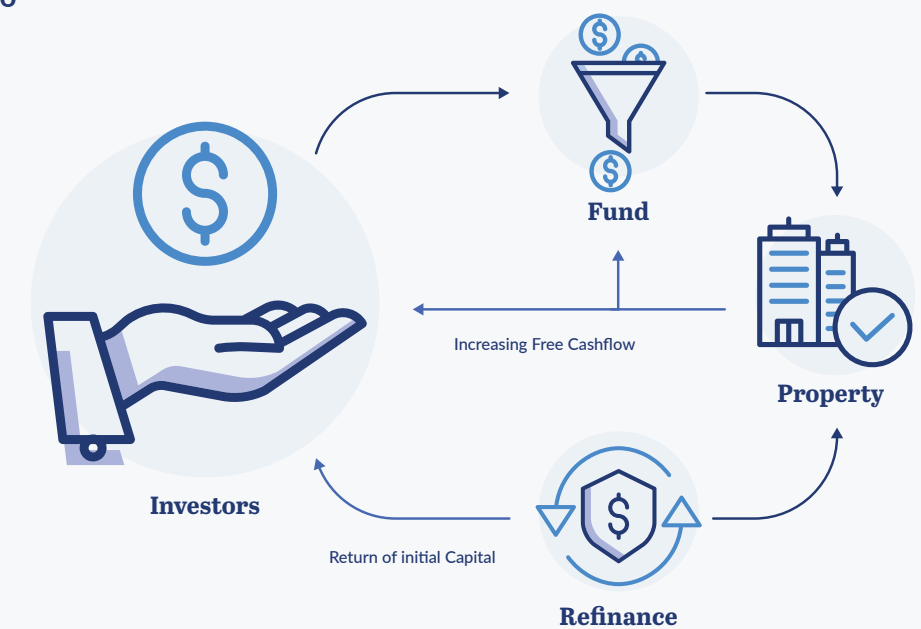 Fund
Increasing Free Cashflow
Property
Investors
Return of initial Capital
Refinance